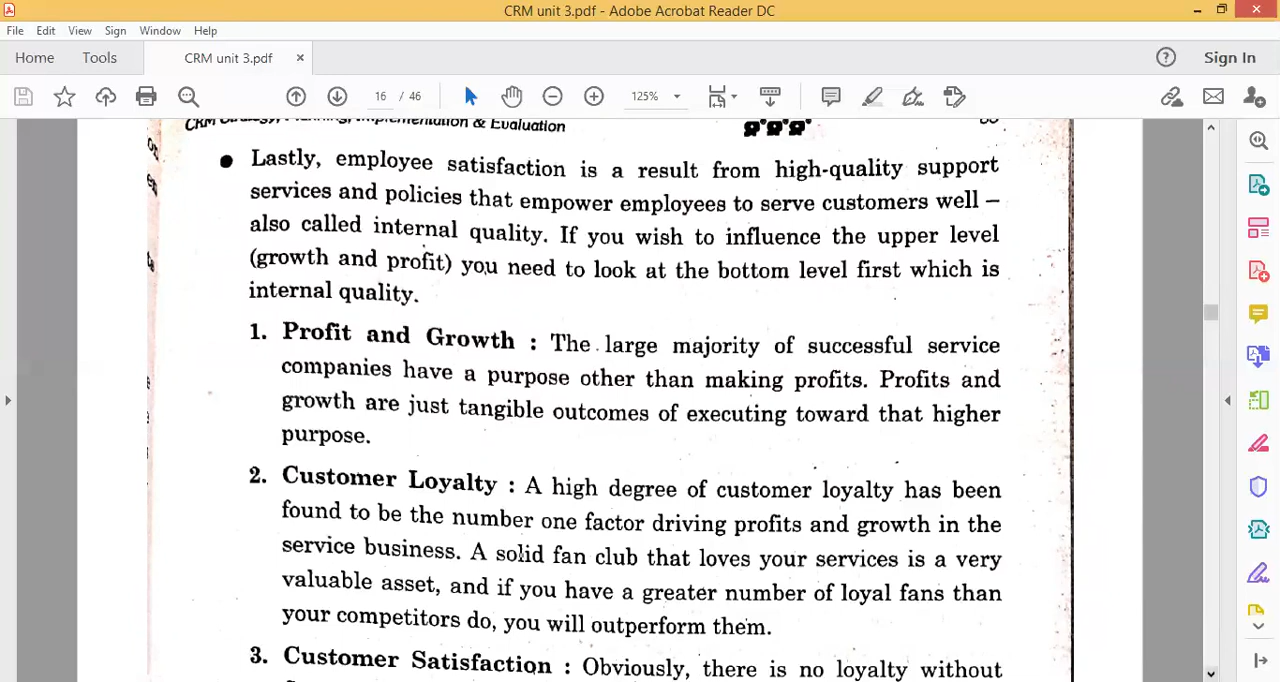 CRM unit 3.pdf - Adobe Acrobat Reader DC
File Edit View Sign Window Help
Home Tools CRM unit 3.pdf × Sign In
16 / 46 125%
CRM Strategy, Planning, Implementation & Evaluation
● Lastly, employee satisfaction is a result from high-quality support
services and policies that empower employees to serve customers well –
also called internal quality. If you wish to influence the upper level
(growth and profit) you need to look at the bottom level first which is
internal quality.
1. Profit and Growth : The large majority of successful service
companies have a purpose other than making profits. Profits and
growth are just tangible outcomes of executing toward that higher
purpose.
2. Customer Loyalty : A high degree of customer loyalty has been
found to be the number one factor driving profits and growth in the
service business. A solid fan club that loves your services is a very
valuable asset, and if you have a greater number of loyal fans than
your competitors do, you will outperform them.
3. Customer Satisfaction : Obviously, there is no loyalty without